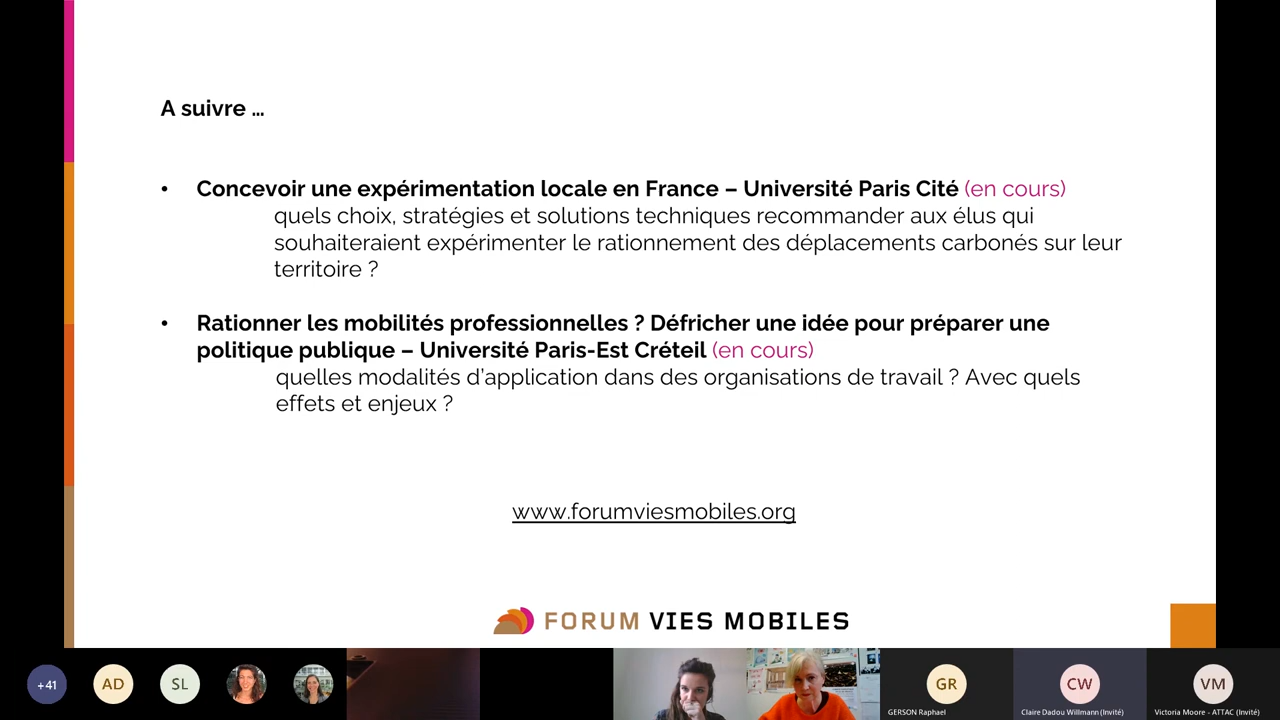 A suivre ...
• Concevoir une expérimentation locale en France – Université Paris Cité (en cours)
quels choix, stratégies et solutions techniques recommander aux élus qui
souhaiteraient expérimenter le rationnement des déplacements carbonés sur leur
territoire ?
• Rationner les mobilités professionnelles ? Défricher une idée pour préparer une
politique publique – Université Paris-Est Créteil (en cours)
quelles modalités d’application dans des organisations de travail ? Avec quels
effets et enjeux ?
www.forumviesmobiles.org
FORUM VIES MOBILES
+41
AD
SL
GR
CW
VM
GERSON Raphael
Claire Dadou Willmann (Invité)
Victoria Moore - ATTAC (Invité)